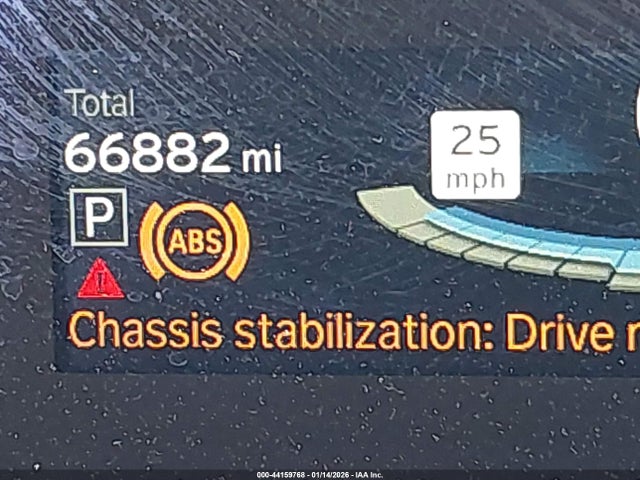 Total
66882 mi
25
mph
P
ABS
!
Chassis stabilization: Drive
000-44159768 - 01/14/2026 - IAA Inc.